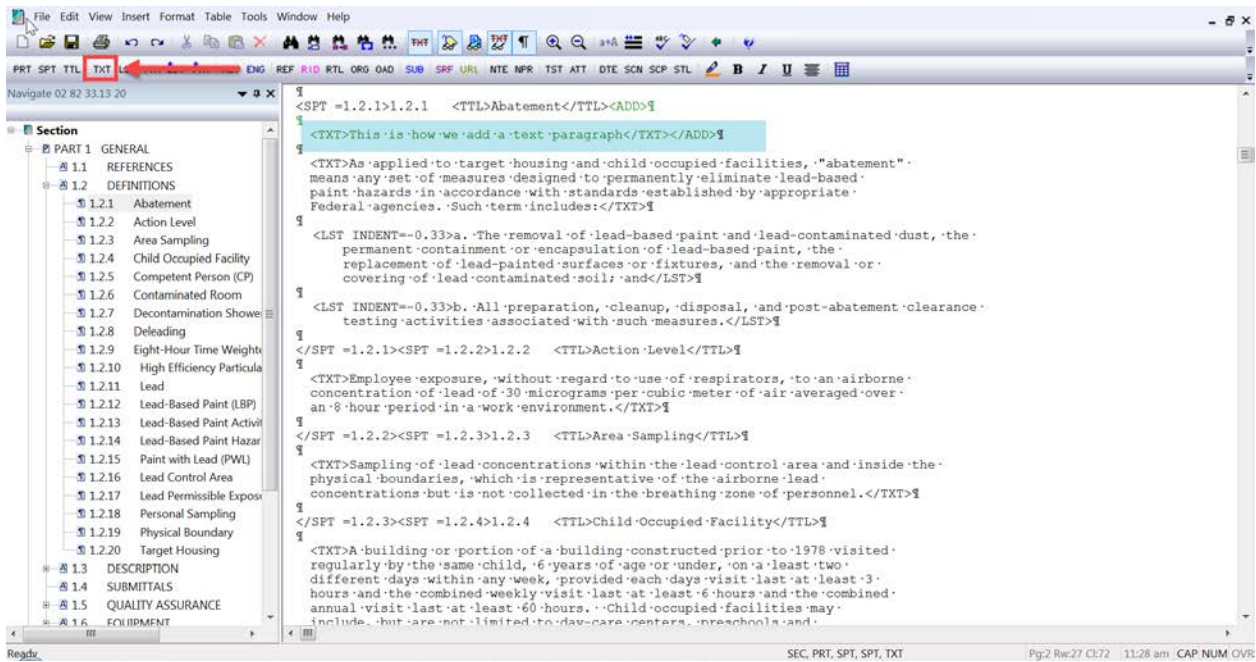 File Edit View Insert Format Table Tools Window Help
PRT SPT TTL TXT ENG REF RID RTL ORG OAD SUB SRF URL NTE NPR TST ATT DTE SCN SCP STL B I U
Navigate 02 82 33.13 20
Section
PART 1 GENERAL
1.1 REFERENCES
1.2 DEFINITIONS
1.2.1 Abatement
1.2.2 Action Level
1.2.3 Area Sampling
1.2.4 Child Occupied Facility
1.2.5 Competent Person (CP)
1.2.6 Contaminated Room
1.2.7 Decontamination Shower
1.2.8 Deleading
1.2.9 Eight-Hour Time Weighte
1.2.10 High Efficiency Particula
1.2.11 Lead
1.2.12 Lead-Based Paint (LBP)
1.2.13 Lead-Based Paint Activit
1.2.14 Lead-Based Paint Hazar
1.2.15 Paint with Lead (PWL)
1.2.16 Lead Control Area
1.2.17 Lead Permissible Exposu
1.2.18 Personal Sampling
1.2.19 Physical Boundary
1.2.20 Target Housing
1.3 DESCRIPTION
1.4 SUBMITTALS
1.5 QUALITY ASSURANCE
1.6 EQUIPMENT
¶
<SPT =1.2.1>1.2.1 <TTL>Abatement</TTL><ADD>¶
¶
<TXT>This·is·how·we·add·a·text·paragraph</TXT></ADD>¶
¶
<TXT>As·applied·to·target·housing·and·child·occupied·facilities,·"abatement"·
means·any·set·of·measures·designed·to·permanently·eliminate·lead-based·
paint·hazards·in·accordance·with·standards·established·by·appropriate·
Federal·agencies.·Such·term·includes:</TXT>¶
¶
<LST INDENT=-0.33>a.·The·removal·of·lead-based·paint·and·lead-contaminated·dust,·the·
permanent·containment·or·encapsulation·of·lead-based·paint,·the·
replacement·of·lead-painted·surfaces·or·fixtures,·and·the·removal·or·
covering·of·lead·contaminated·soil;·and</LST>¶
¶
<LST INDENT=-0.33>b.·All·preparation,·cleanup,·disposal,·and·post-abatement·clearance·
testing·activities·associated·with·such·measures.</LST>¶
¶
</SPT =1.2.1><SPT =1.2.2>1.2.2 <TTL>Action·Level</TTL>¶
¶
<TXT>Employee·exposure,·without·regard·to·use·of·respirators,·to·an·airborne·
concentration·of·lead·of·30·micrograms·per·cubic·meter·of·air·averaged·over·
an·8·hour·period·in·a·work·environment.</TXT>¶
¶
</SPT =1.2.2><SPT =1.2.3>1.2.3 <TTL>Area·Sampling</TTL>¶
¶
<TXT>Sampling·of·lead·concentrations·within·the·lead·control·area·and·inside·the·
physical·boundaries,·which·is·representative·of·the·airborne·lead·
concentrations·but·is·not·collected·in·the·breathing·zone·of·personnel.</TXT>¶
¶
</SPT =1.2.3><SPT =1.2.4>1.2.4 <TTL>Child·Occupied·Facility</TTL>¶
¶
<TXT>A·building·or·portion·of·a·building·constructed·prior·to·1978·visited·
regularly·by·the·same·child,·6·years·of·age·or·under,·on·a·least·two·
different·days·within·any·week,·provided·each·days·visit·last·at·least·3·
hours·and·the·combined·weekly·visit·last·at·least·6·hours·and·the·combined·
annual·visit·last·at·least·60·hours.··Child·occupied·facilities·may·
include,·but·are·not·limited·to·day-care·centers,·preschools·and·
Ready
SEC, PRT, SPT, SPT, TXT
Pg:2 Rw:27 Cl:72 11:28 am CAP NUM OVR